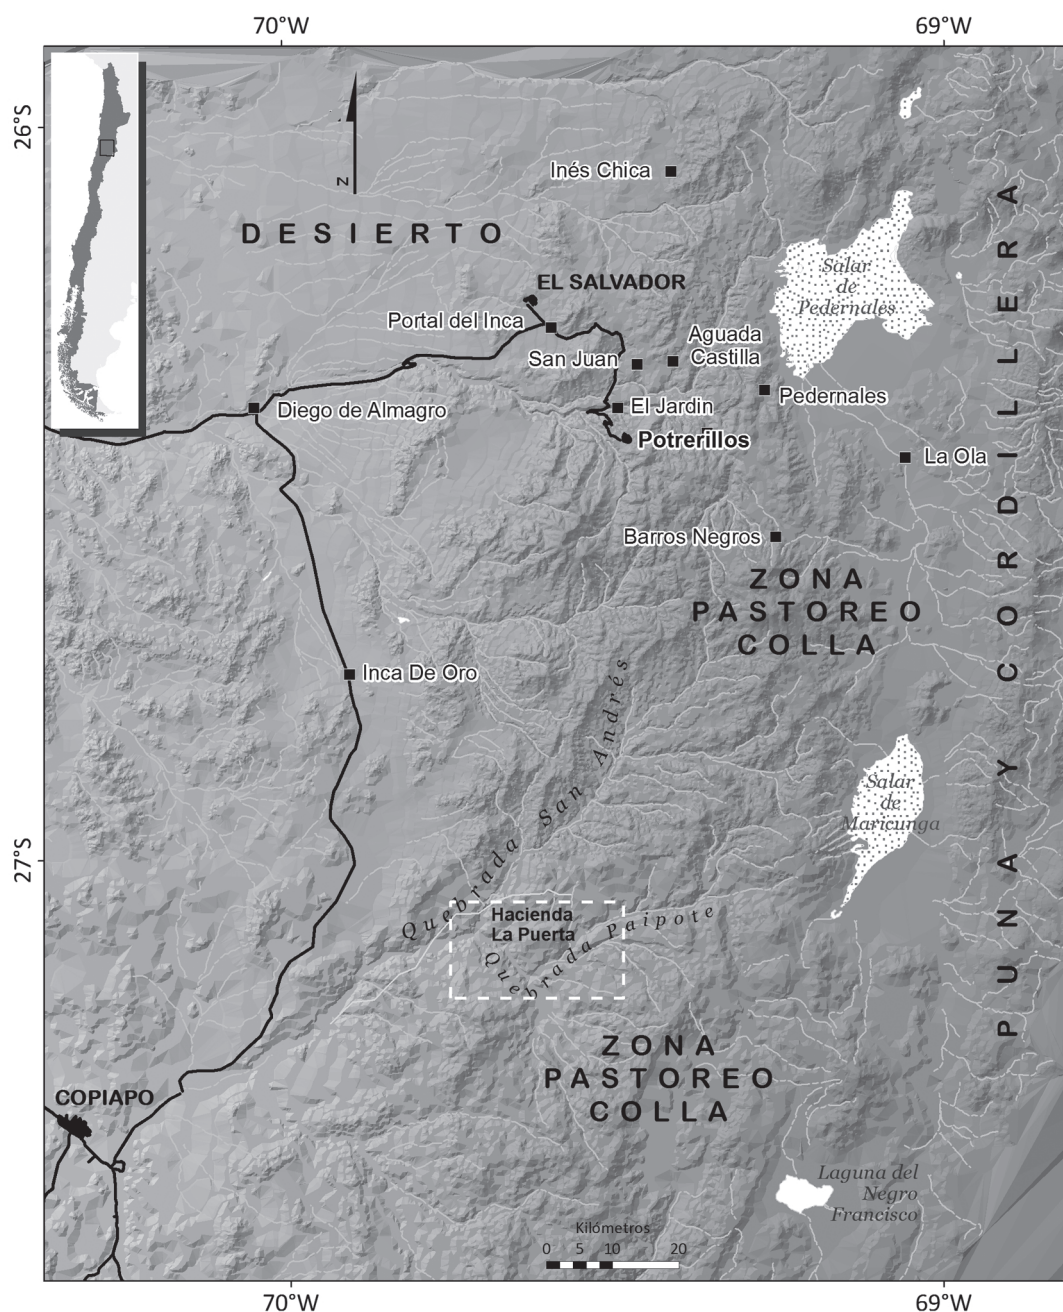 70°W
69°W
26°S
N
Inés Chica
DESIERTO
Salar
de
Pedernales
EL SALVADOR
Portal del Inca
Aguada
Castilla
San Juan
Pedernales
Diego de Almagro
El Jardin
Potrerillos
La Ola
Barros Negros
ZONA
PASTOREO
COLLA
PUNA Y CORDILLERA
Inca De Oro
Quebrada San Andrés
Salar
de
Maricunga
27°S
Hacienda
La Puerta
Quebrada Paipote
ZONA
PASTOREO
COLLA
COPIAPO
Laguna del
Negro
Francisco
Kilómetros
0 5 10 20
70°W
69°W